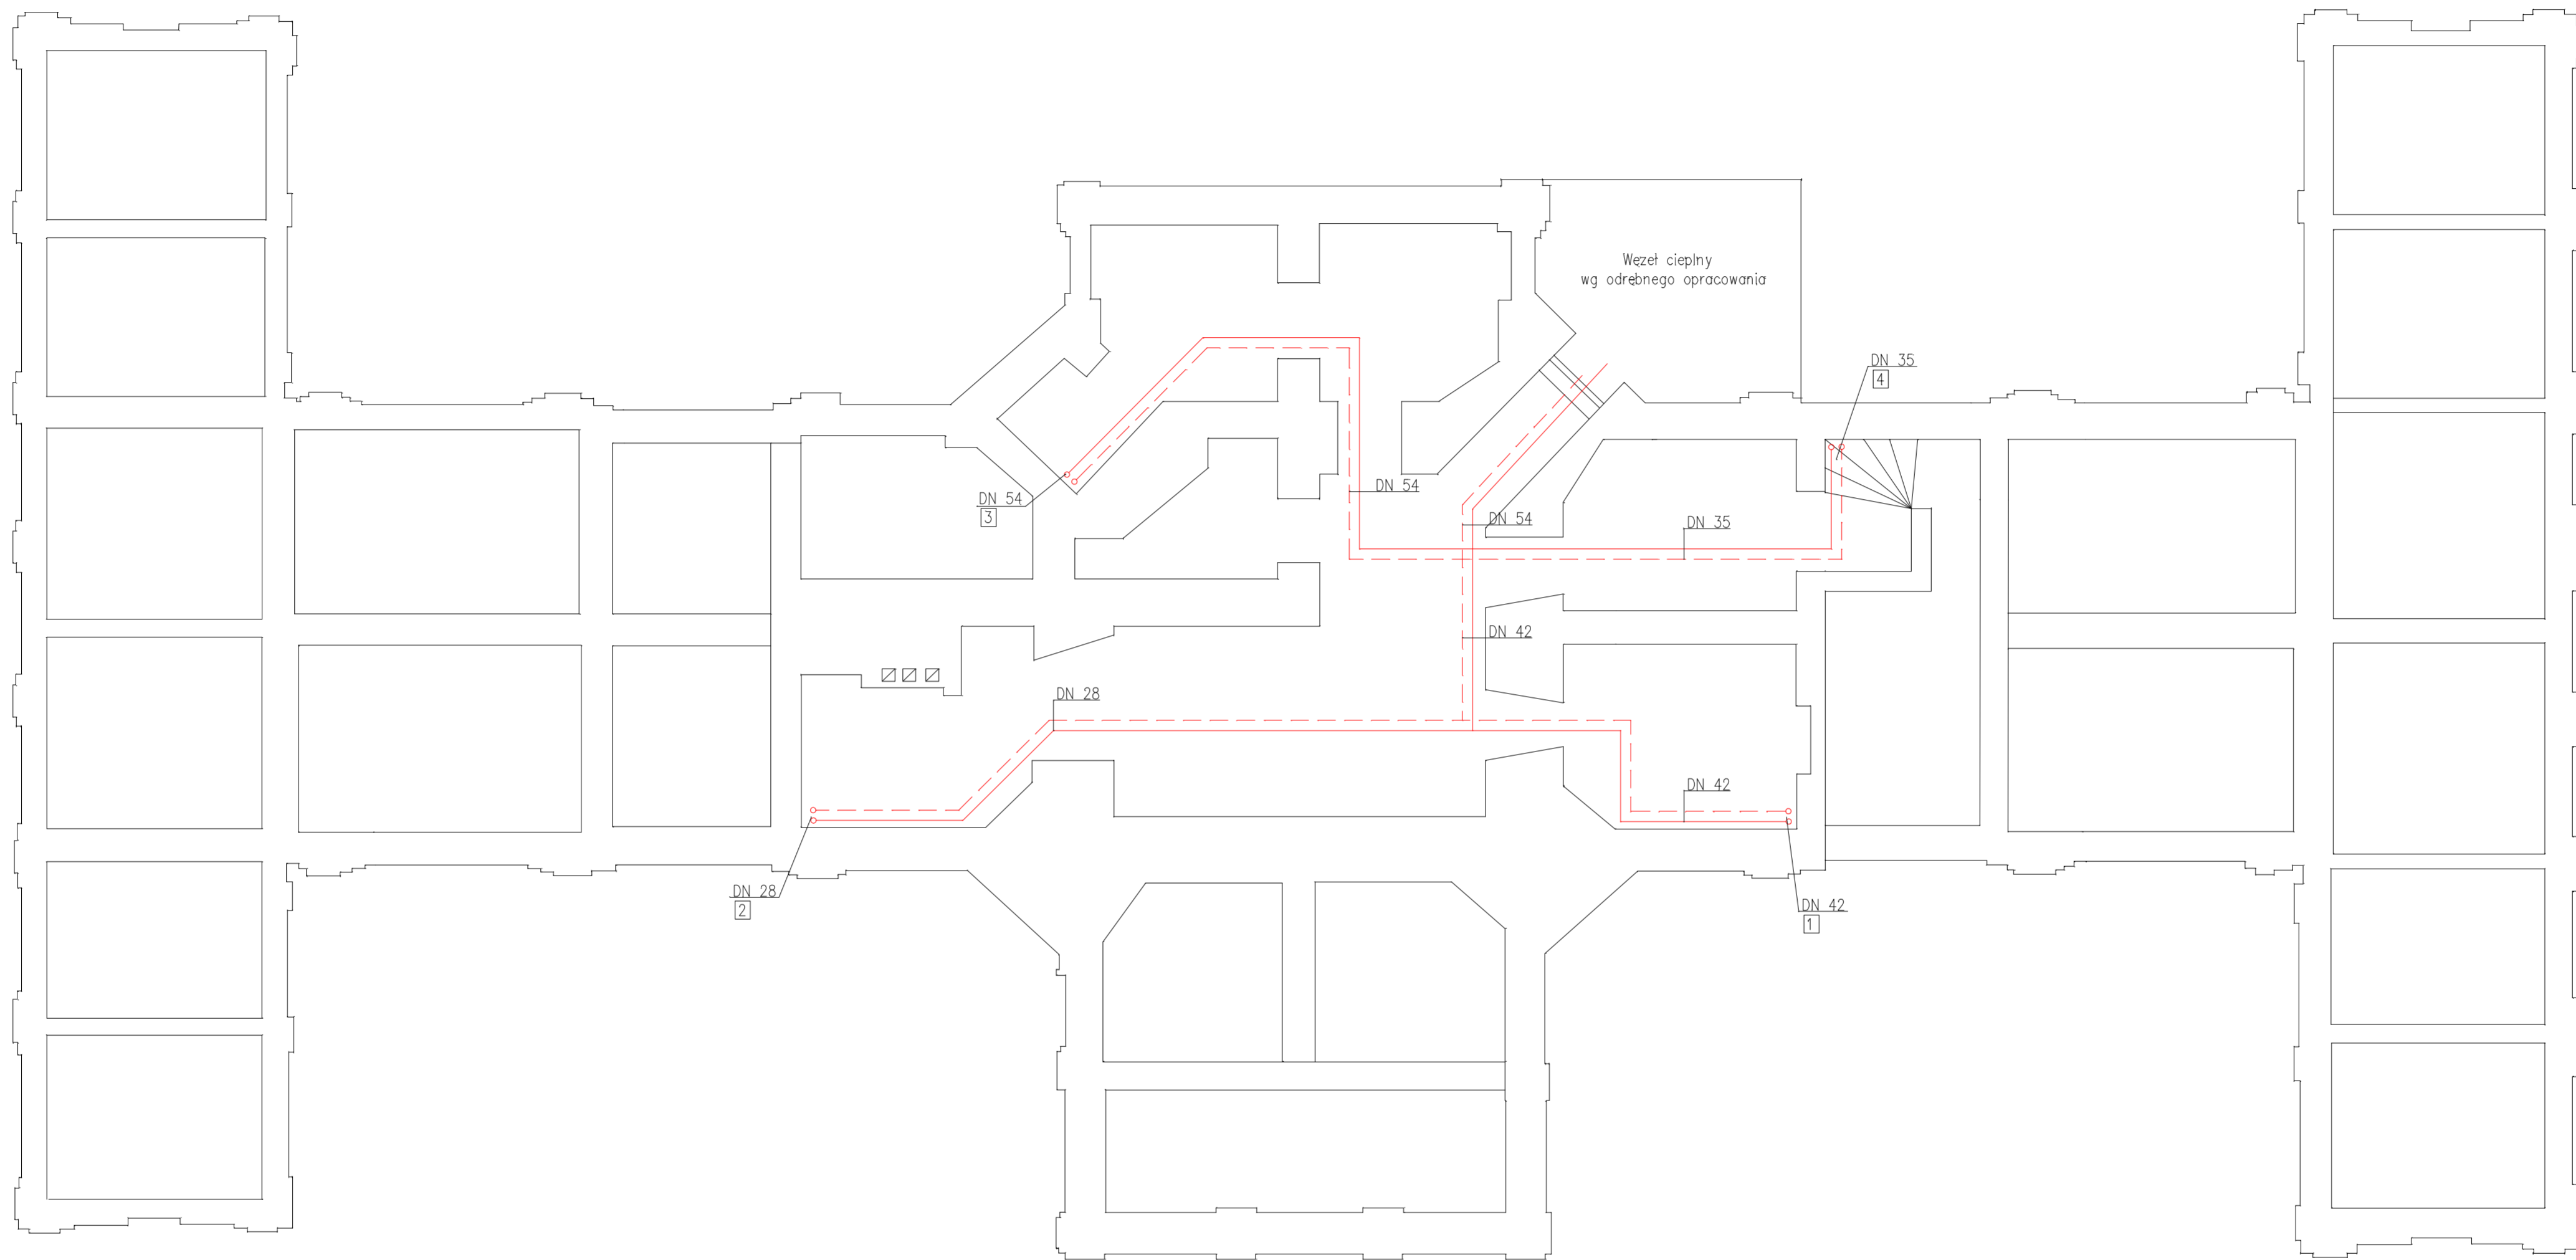 Węzeł cieplny
wg odrębnego opracowania
DN 35
4
DN 54
DN 54
3
DN 54
DN 35
DN 42
DN 28
DN 42
DN 28
2
DN 42
1